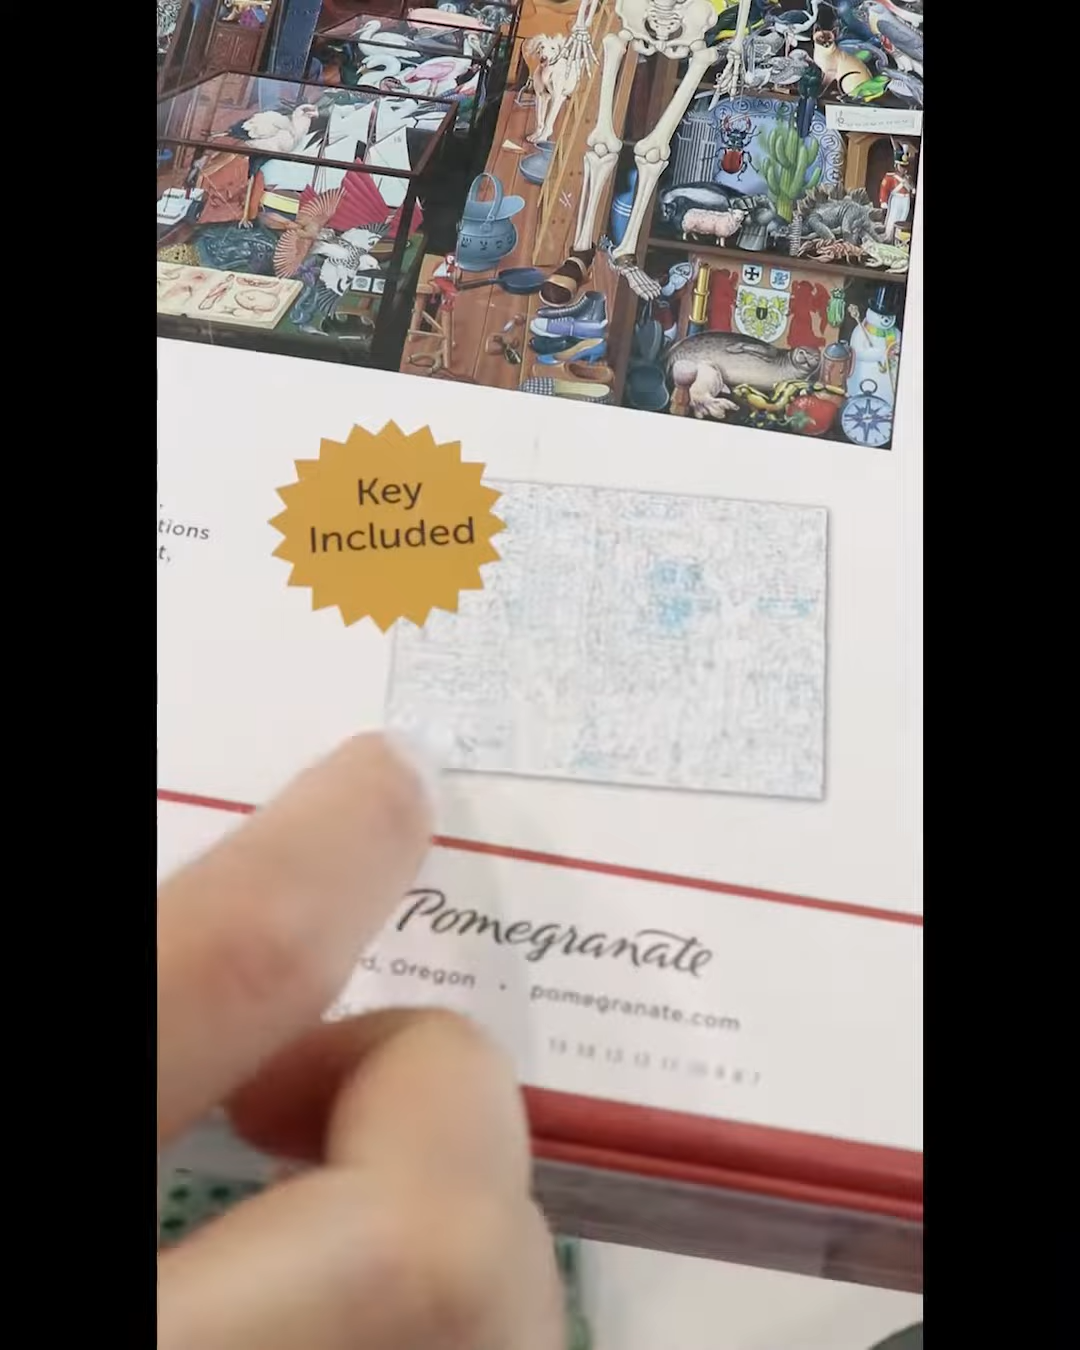 Key
Included
tions
t,
Pomegranate
d, Oregon • pomegranate.com